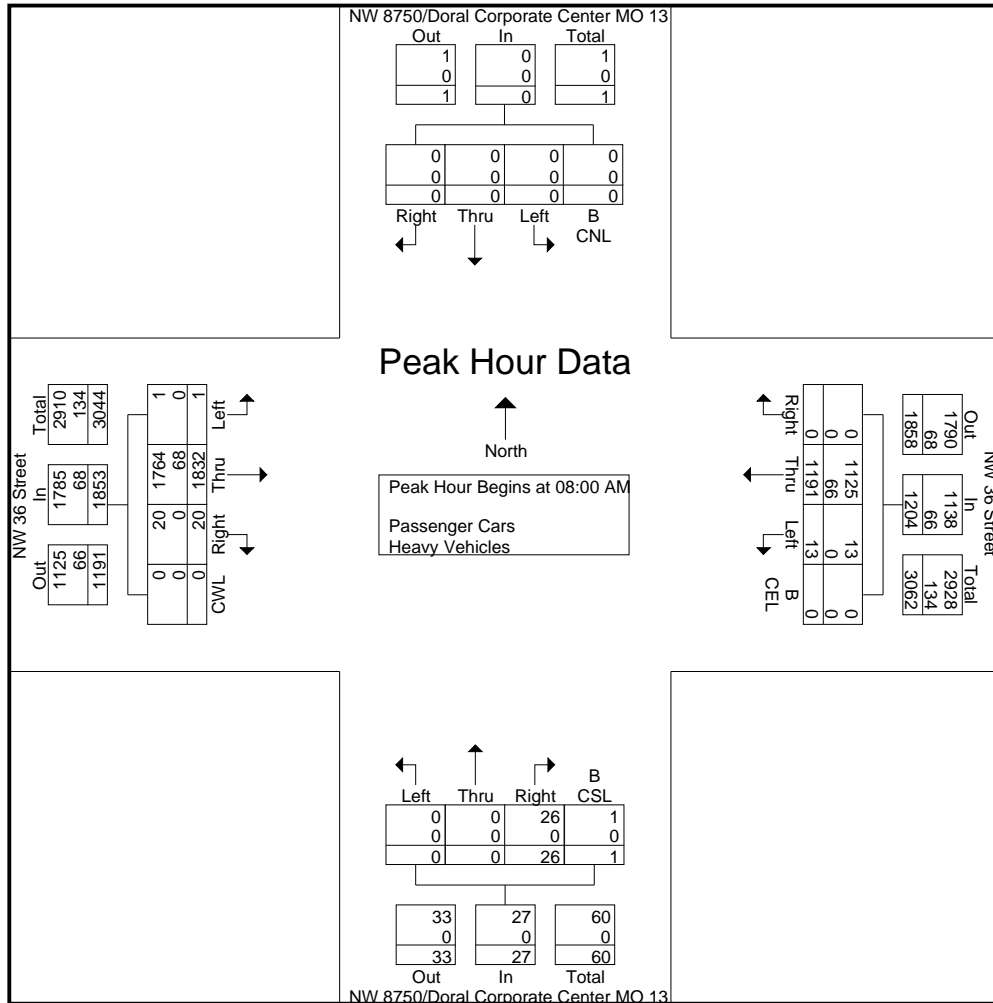 NW 8750/Doral Corporate Center MO 13
Out In Total
1 0 1
0 0 0
1 0 1
0 0 0 0
0 0 0 0
0 0 0 0
Right Thru Left B
CNL
Peak Hour Data
North
Peak Hour Begins at 08:00 AM
Passenger Cars
Heavy Vehicles
NW 36 Street
Out In Total
1125 1785 2910
66 68 134
1191 1853 3044
CWL Right Thru Left
0 20 1764 1
0 0 68 0
0 20 1832 1
NW 36 Street
Out In Total
1790 1138 2928
68 66 134
1858 1204 3062
0 1125 13 0
0 66 0 0
0 1191 13 0
Right Thru Left B
CEL
B
Left Thru Right CSL
0 0 26 1
0 0 0 0
0 0 26 1
33 27 60
0 0 0
33 27 60
Out In Total
NW 8750/Doral Corporate Center MO 13